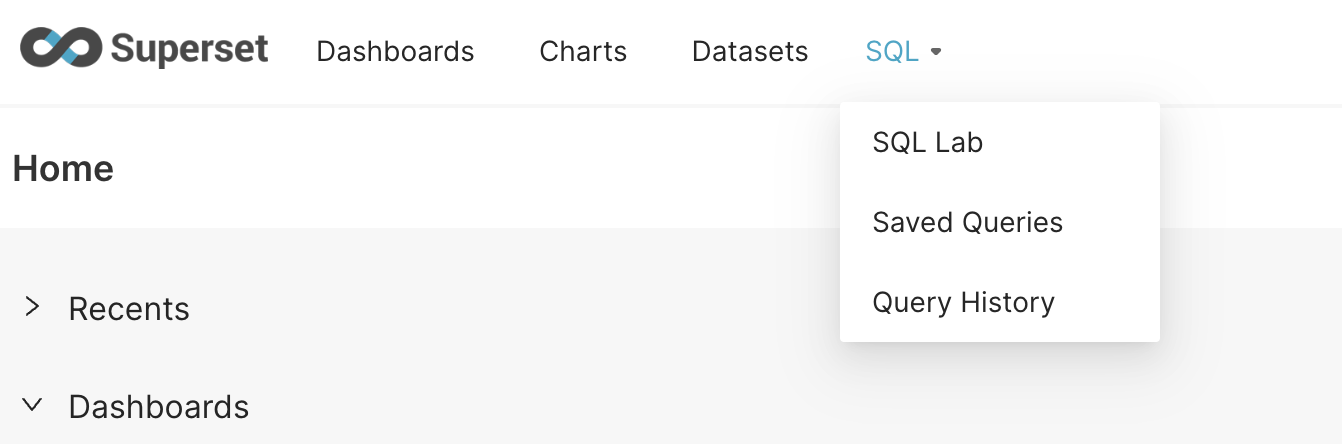 Superset Dashboards Charts Datasets SQL
SQL Lab
Home
Saved Queries
Query History
Recents
Dashboards